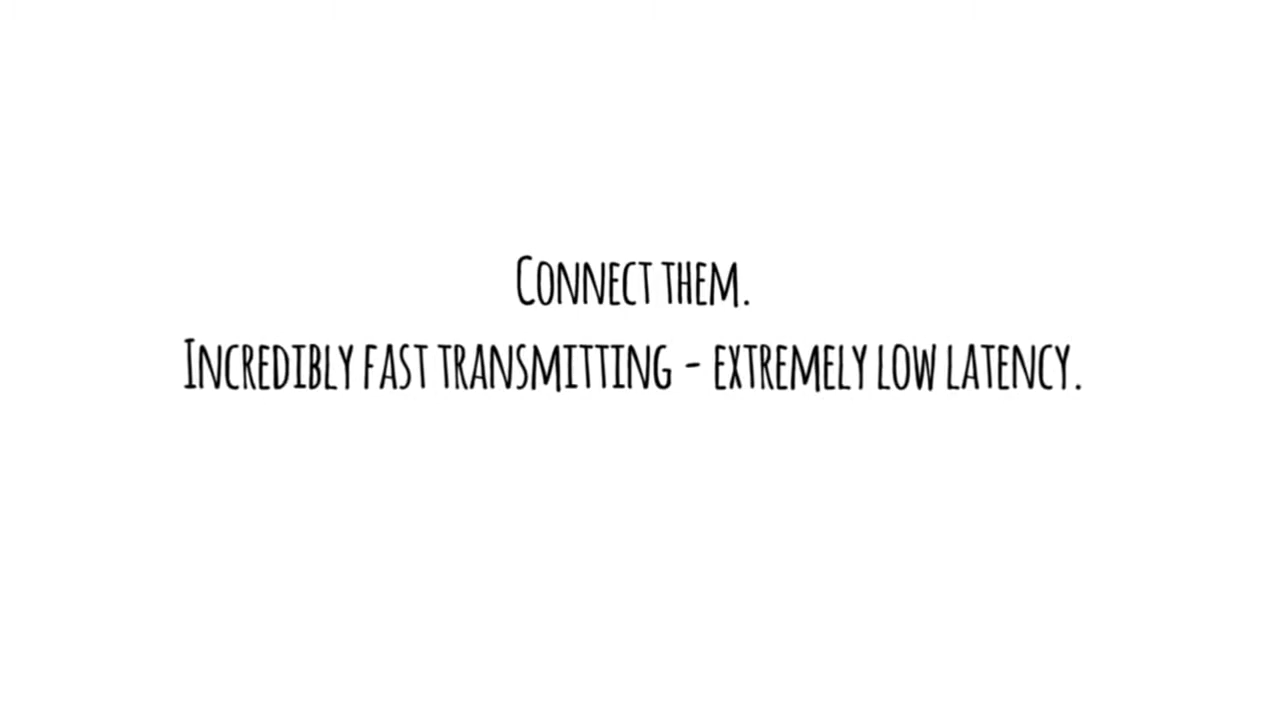 Connect them.
Incredibly fast transmitting - extremely low latency.